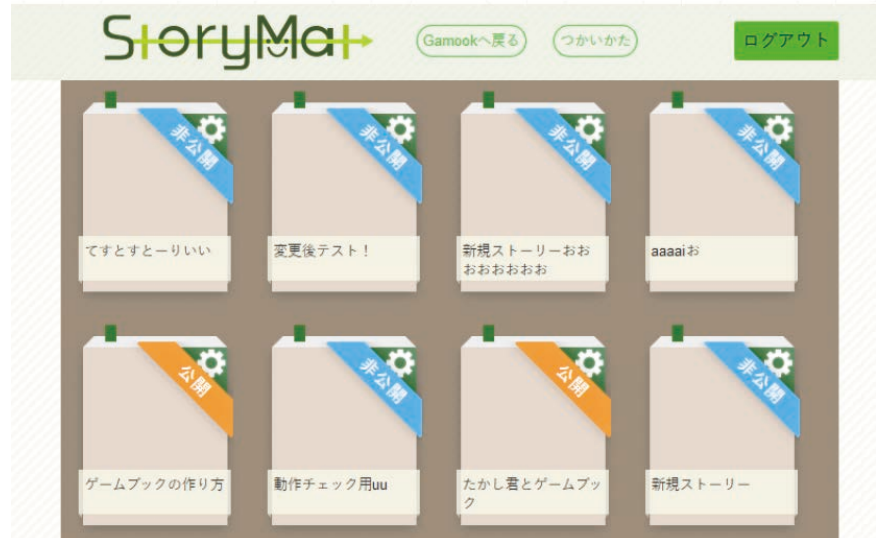 StoryMat
Gamookへ戻る
つかいかた
ログアウト
非公開
非公開
非公開
非公開
てすとすとーりいい
変更後テスト！
新規ストーリーおお
おおおおおお
aaaaiお
公開
非公開
公開
非公開
ゲームブックの作り方
動作チェック用uu
たかし君とゲームブッ
ク
新規ストーリー